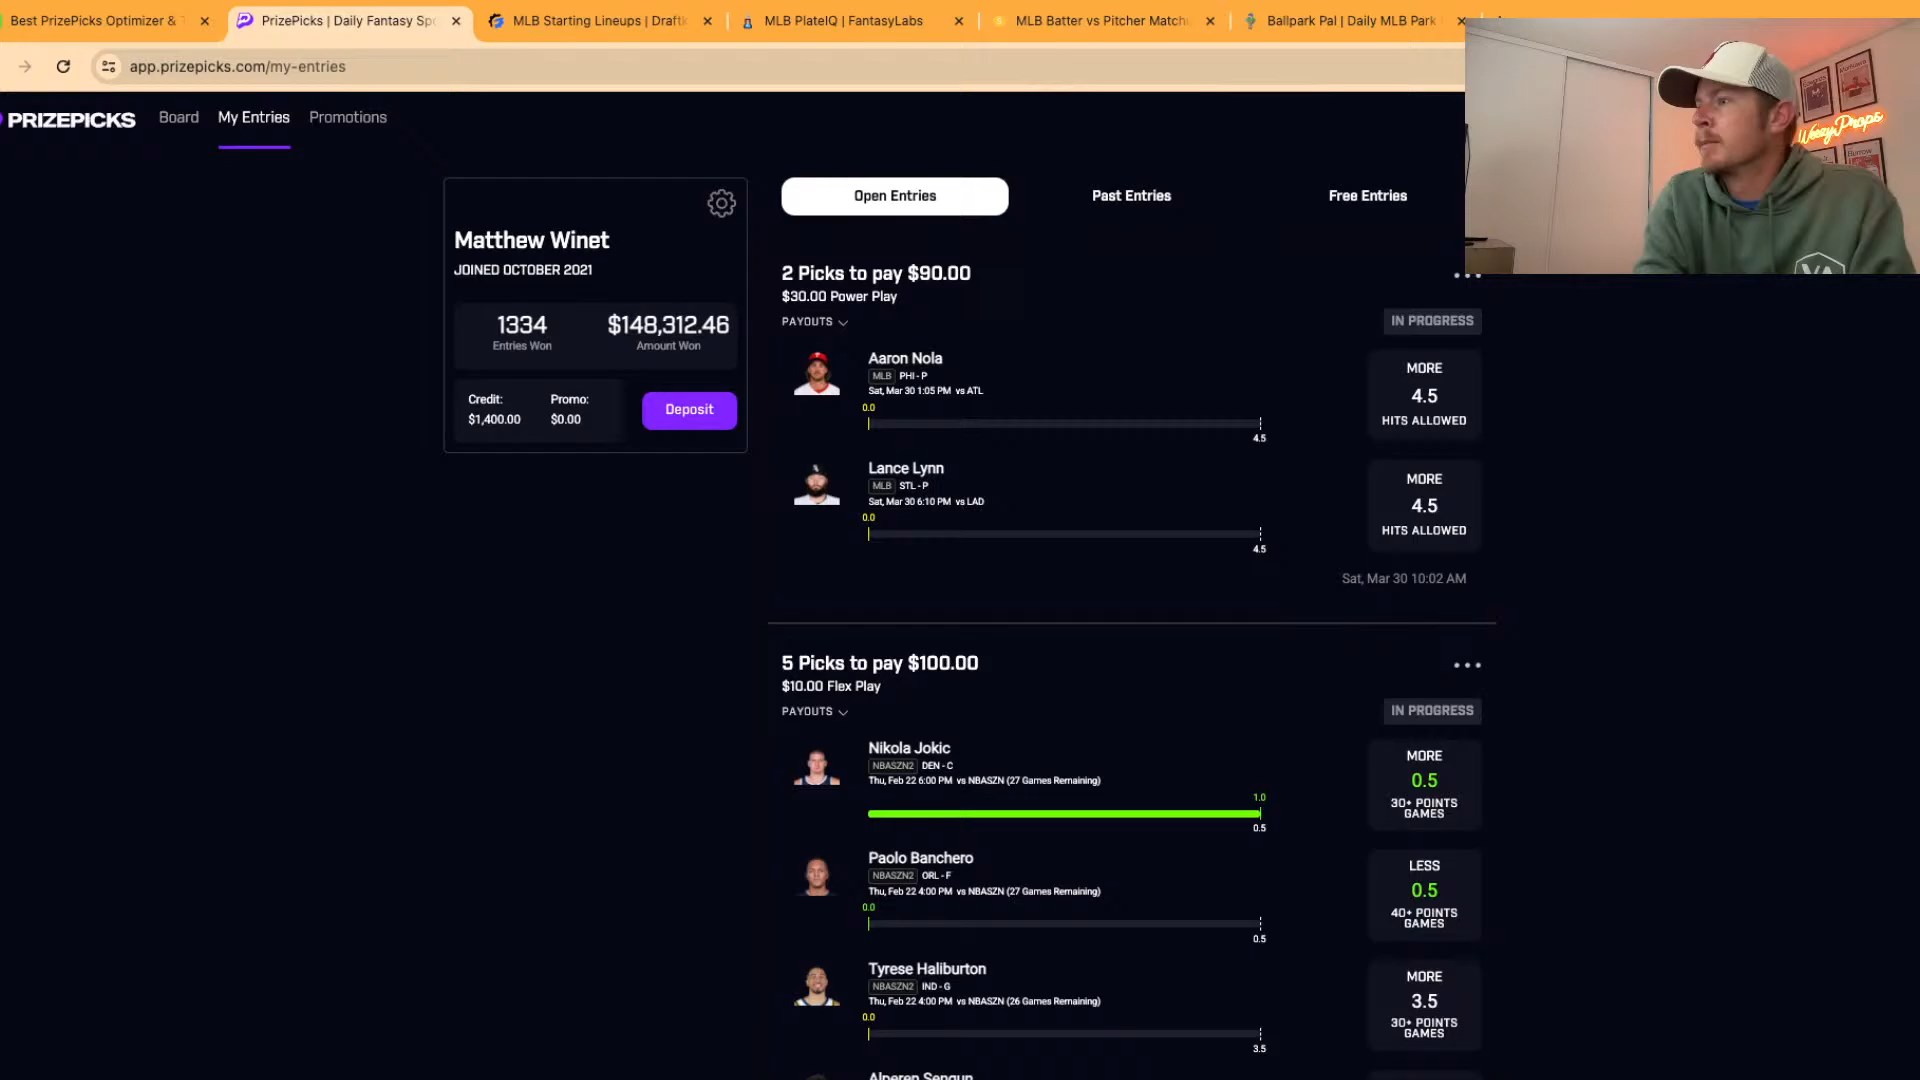 Best PrizePicks Optimizer &
PrizePicks | Daily Fantasy Spo
MLB Starting Lineups | Draftk
MLB PlateIQ | FantasyLabs
MLB Batter vs Pitcher Matchu
Ballpark Pal | Daily MLB Park
app.prizepicks.com/my-entries
PRIZEPICKS
Board
My Entries
Promotions
WeezyProps
Burrow
Matthew Winet
JOINED OCTOBER 2021
1334
Entries Won
$148,312.46
Amount Won
Credit:
$1,400.00
Promo:
$0.00
Deposit
Open Entries
Past Entries
Free Entries
2 Picks to pay $90.00
$30.00 Power Play
PAYOUTS
IN PROGRESS
Aaron Nola
MLB PHI - P
Sat, Mar 30 1:05 PM vs ATL
0.0
4.5
MORE
4.5
HITS ALLOWED
Lance Lynn
MLB STL - P
Sat, Mar 30 6:10 PM vs LAD
0.0
4.5
MORE
4.5
HITS ALLOWED
Sat, Mar 30 10:02 AM
5 Picks to pay $100.00
$10.00 Flex Play
PAYOUTS
IN PROGRESS
Nikola Jokic
NBASZN2 DEN - C
Thu, Feb 22 6:00 PM vs NBASZN (27 Games Remaining)
1.0
0.5
MORE
0.5
30+ POINTS
GAMES
Paolo Banchero
NBASZN2 ORL - F
Thu, Feb 22 4:00 PM vs NBASZN (27 Games Remaining)
0.0
0.5
LESS
0.5
40+ POINTS
GAMES
Tyrese Haliburton
NBASZN2 IND - G
Thu, Feb 22 4:00 PM vs NBASZN (26 Games Remaining)
0.0
3.5
MORE
3.5
30+ POINTS
GAMES
Alperen Sengun